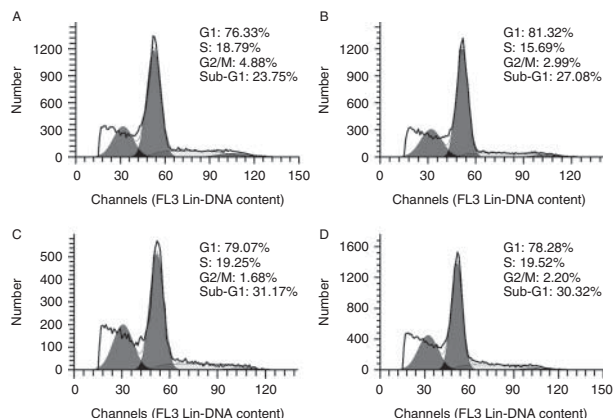 A
G1: 76.33%
S: 18.79%
G2/M: 4.88%
Sub-G1: 23.75%
Number
1200
900
600
300
0
0 30 60 90 120 150
Channels (FL3 Lin-DNA content)
B
G1: 81.32%
S: 15.69%
G2/M: 2.99%
Sub-G1: 27.08%
Number
1200
900
600
300
0
0 30 60 90 120
Channels (FL3 Lin-DNA content)
C
G1: 79.07%
S: 19.25%
G2/M: 1.68%
Sub-G1: 31.17%
Number
500
400
300
200
100
0
0 30 60 90 120
Channels (FL3 Lin-DNA content)
D
G1: 78.28%
S: 19.52%
G2/M: 2.20%
Sub-G1: 30.32%
Number
1600
1200
800
400
0
0 30 60 90 120 150
Channels (FL3 Lin-DNA content)